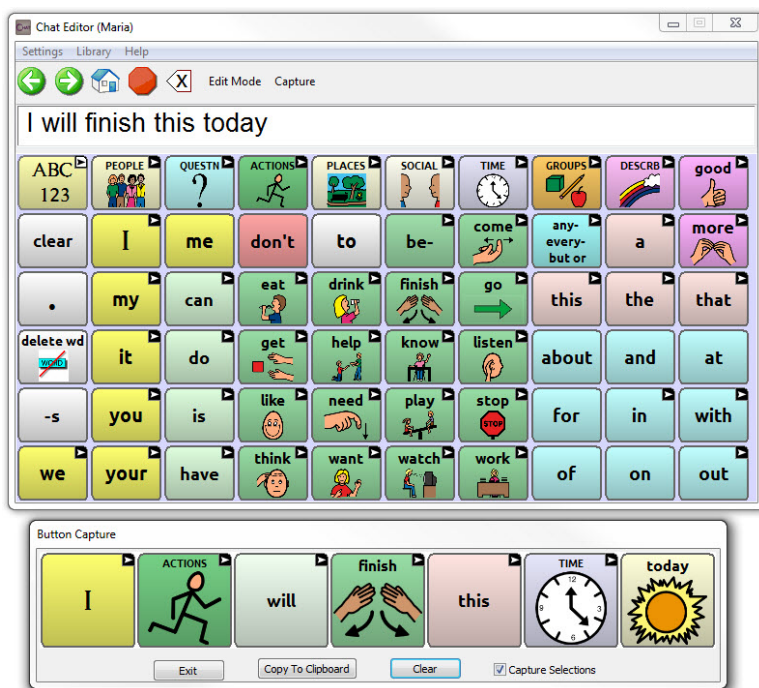 Chat Editor (Maria)
Settings Library Help
X Edit Mode Capture
I will finish this today
ABC 123 PEOPLE QUESTN ? ACTIONS PLACES SOCIAL TIME GROUPS DESCRB good
clear I me don't to be- come any- every- but or a more
. my can eat drink finish go this the that
delete wd WORD it do get help know listen about and at
-s you is like need play stop STOP for in with
we your have think want watch work of on out
Button Capture
I ACTIONS will finish this TIME 12 3 6 9 today
Exit Copy To Clipboard Clear Capture Selections